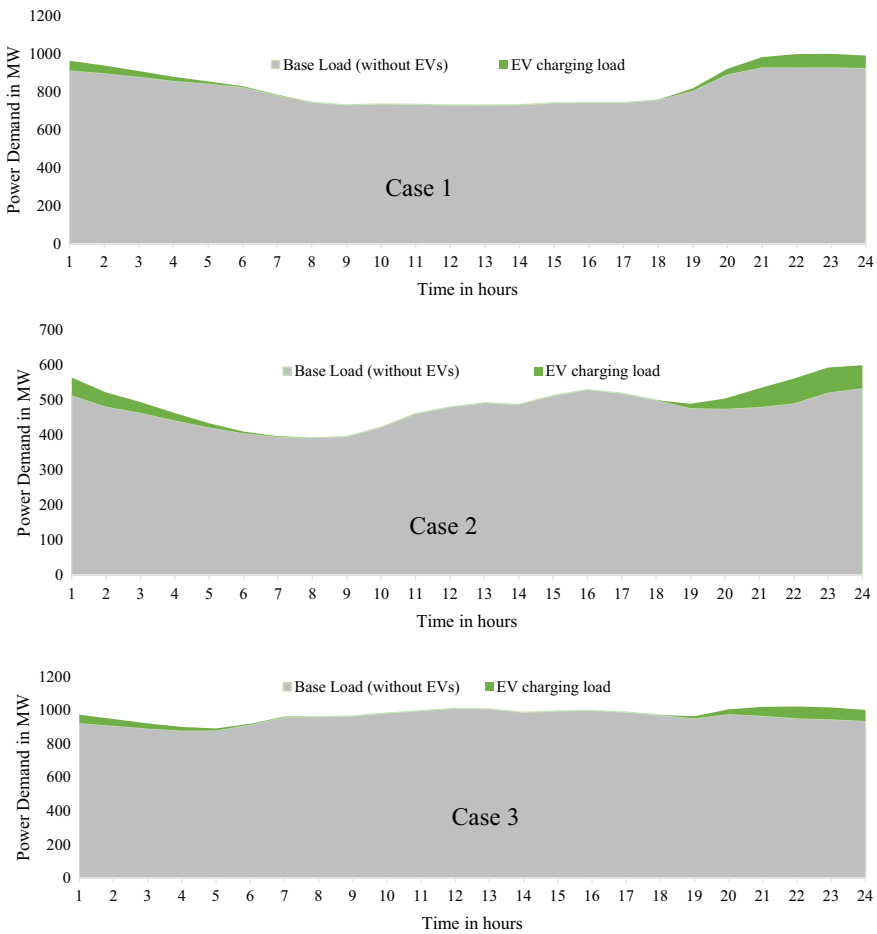 1200
1000
800
600
400
200
0
Power Demand in MW
Base Load (without EVs) EV charging load
Case 1
1 2 3 4 5 6 7 8 9 10 11 12 13 14 15 16 17 18 19 20 21 22 23 24
Time in hours
700
600
500
400
300
200
100
0
Power Demand in MW
Base Load (without EVs) EV charging load
Case 2
1 2 3 4 5 6 7 8 9 10 11 12 13 14 15 16 17 18 19 20 21 22 23 24
Time in hours
1200
1000
800
600
400
200
0
Power Demand in MW
Base Load (without EVs) EV charging load
Case 3
1 2 3 4 5 6 7 8 9 10 11 12 13 14 15 16 17 18 19 20 21 22 23 24
Time in hours